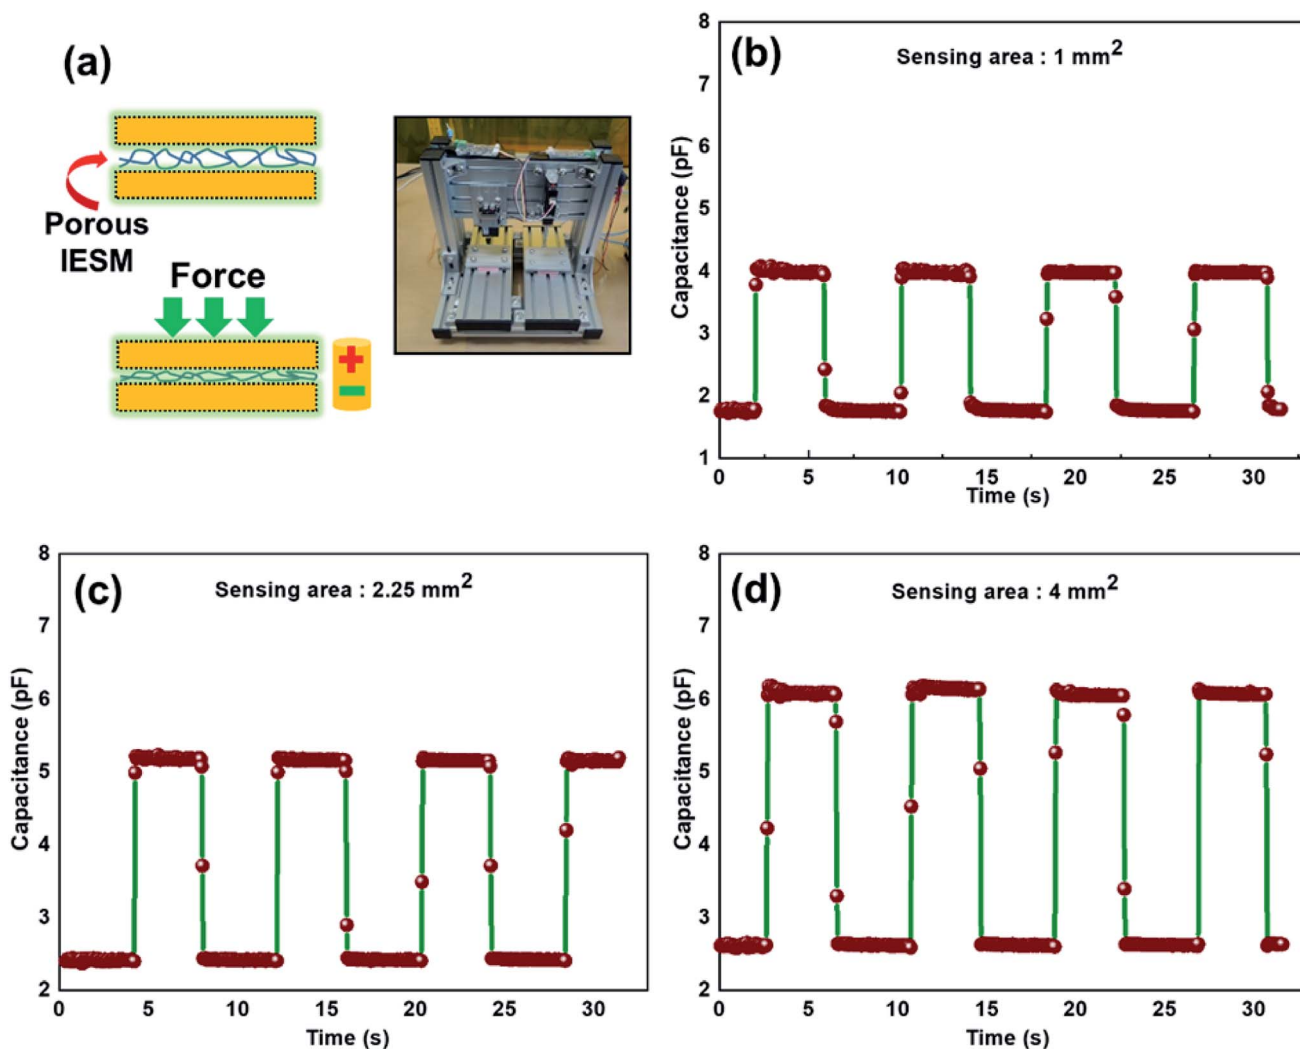 (a)
Porous
IESM
Force
+
−
(b)
Sensing area : 1 mm²
Capacitance (pF)
8
7
6
5
4
3
2
1
0 5 10 15 20 25 30
Time (s)
(c)
Sensing area : 2.25 mm²
Capacitance (pF)
8
7
6
5
4
3
2
0 5 10 15 20 25 30
Time (s)
(d)
Sensing area : 4 mm²
Capacitance (pF)
8
7
6
5
4
3
2
0 5 10 15 20 25 30
Time (s)